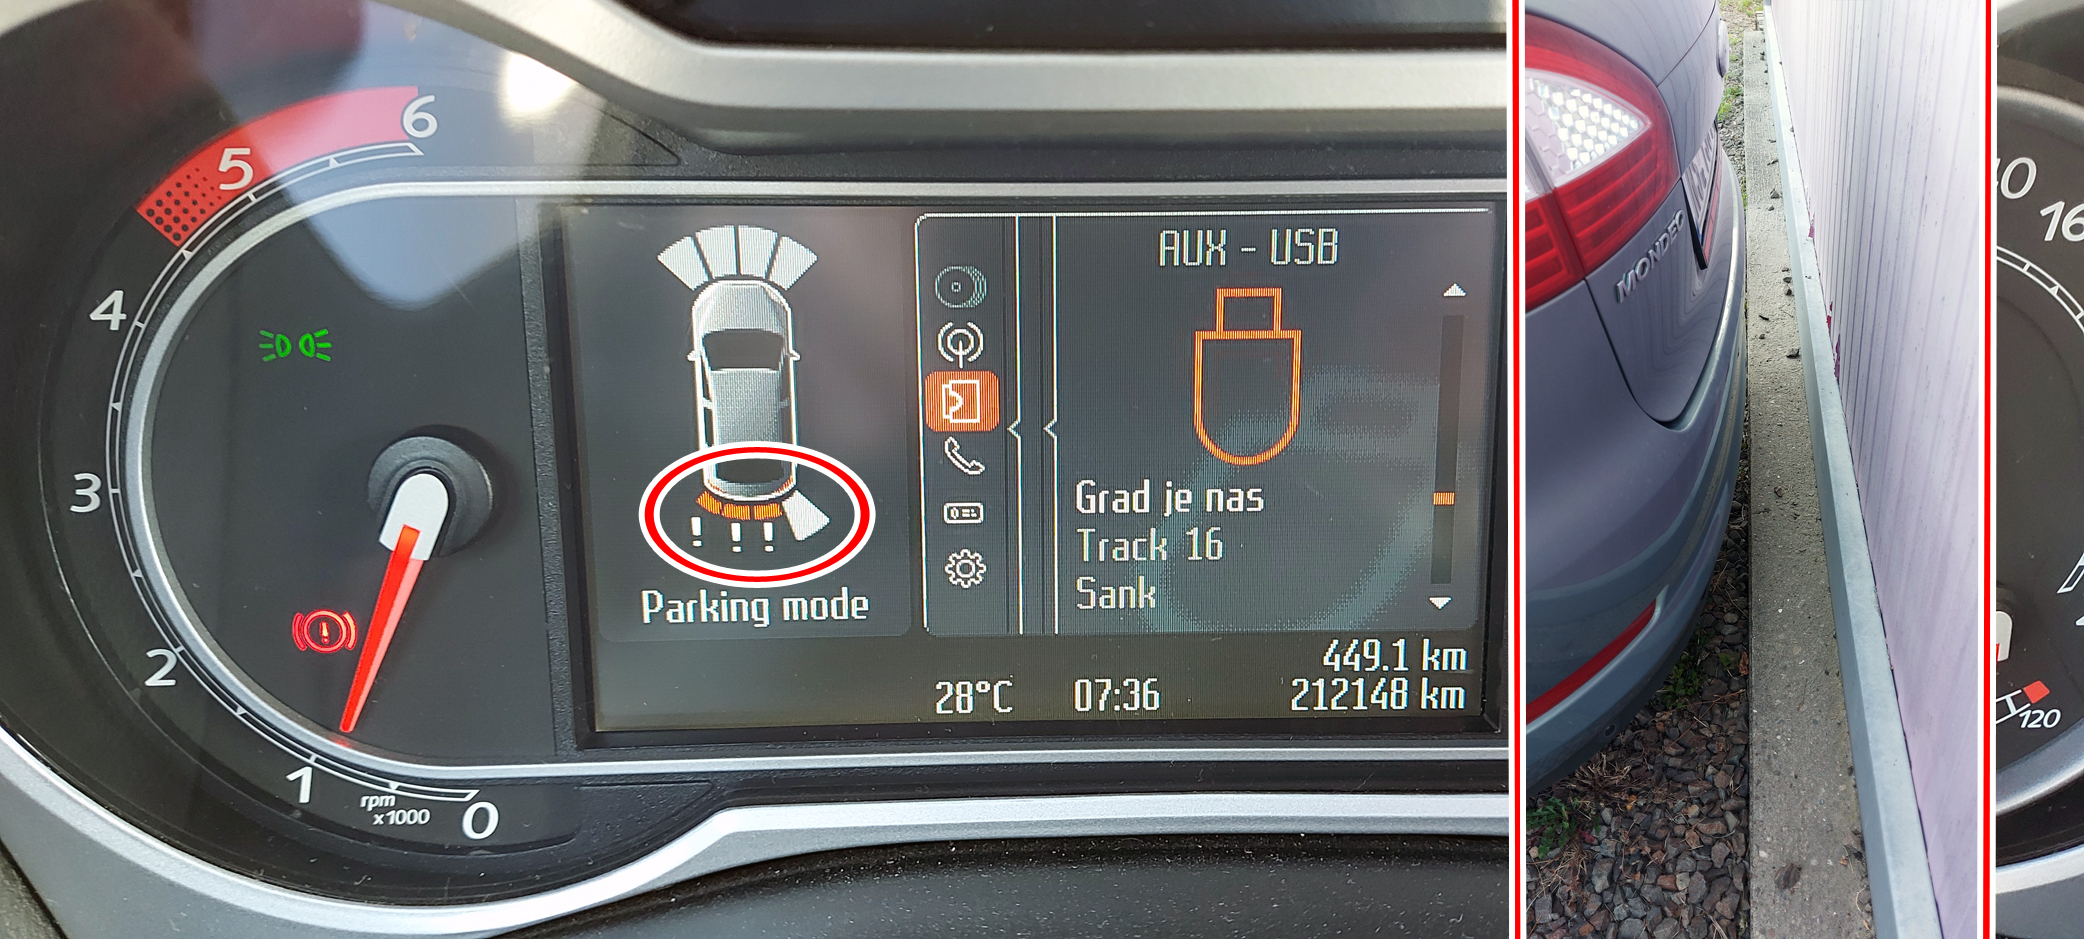 6
5
4
3
2
1
0
rpm
x1000
! ! !
Parking mode
AUX - USB
Grad je nas
Track 16
Sank
449.1 km
28°C 07:36 212148 km
MONDEO
120